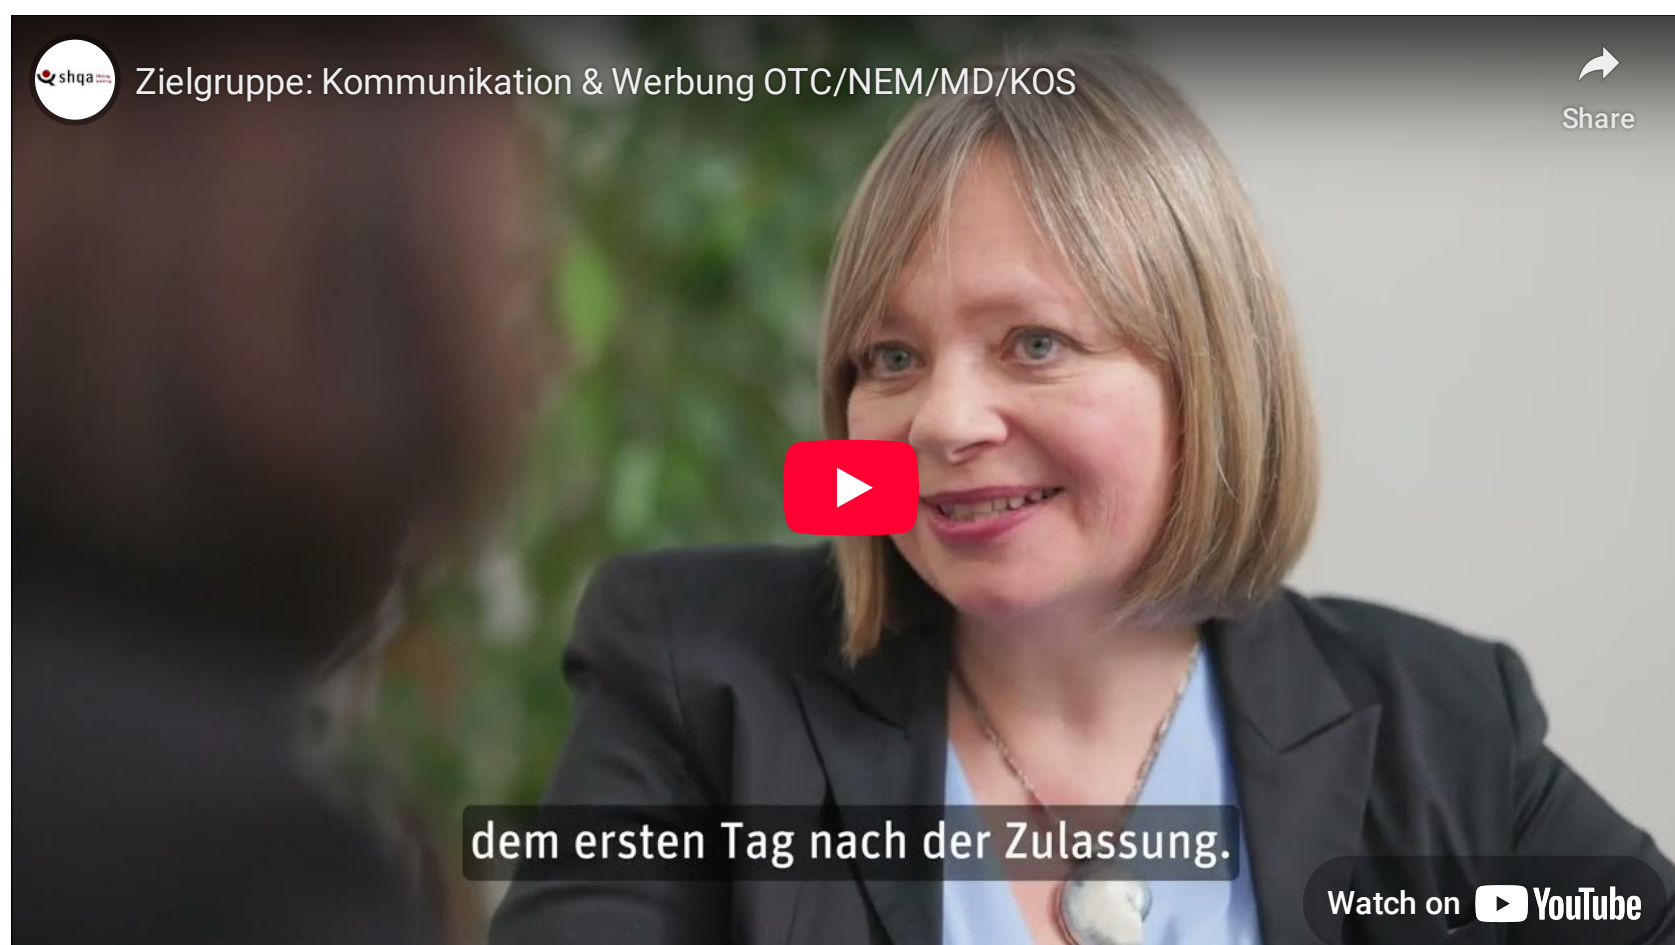 shqa
Zielgruppe: Kommunikation & Werbung OTC/NEM/MD/KOS
Share
dem ersten Tag nach der Zulassung.
Watch on YouTube